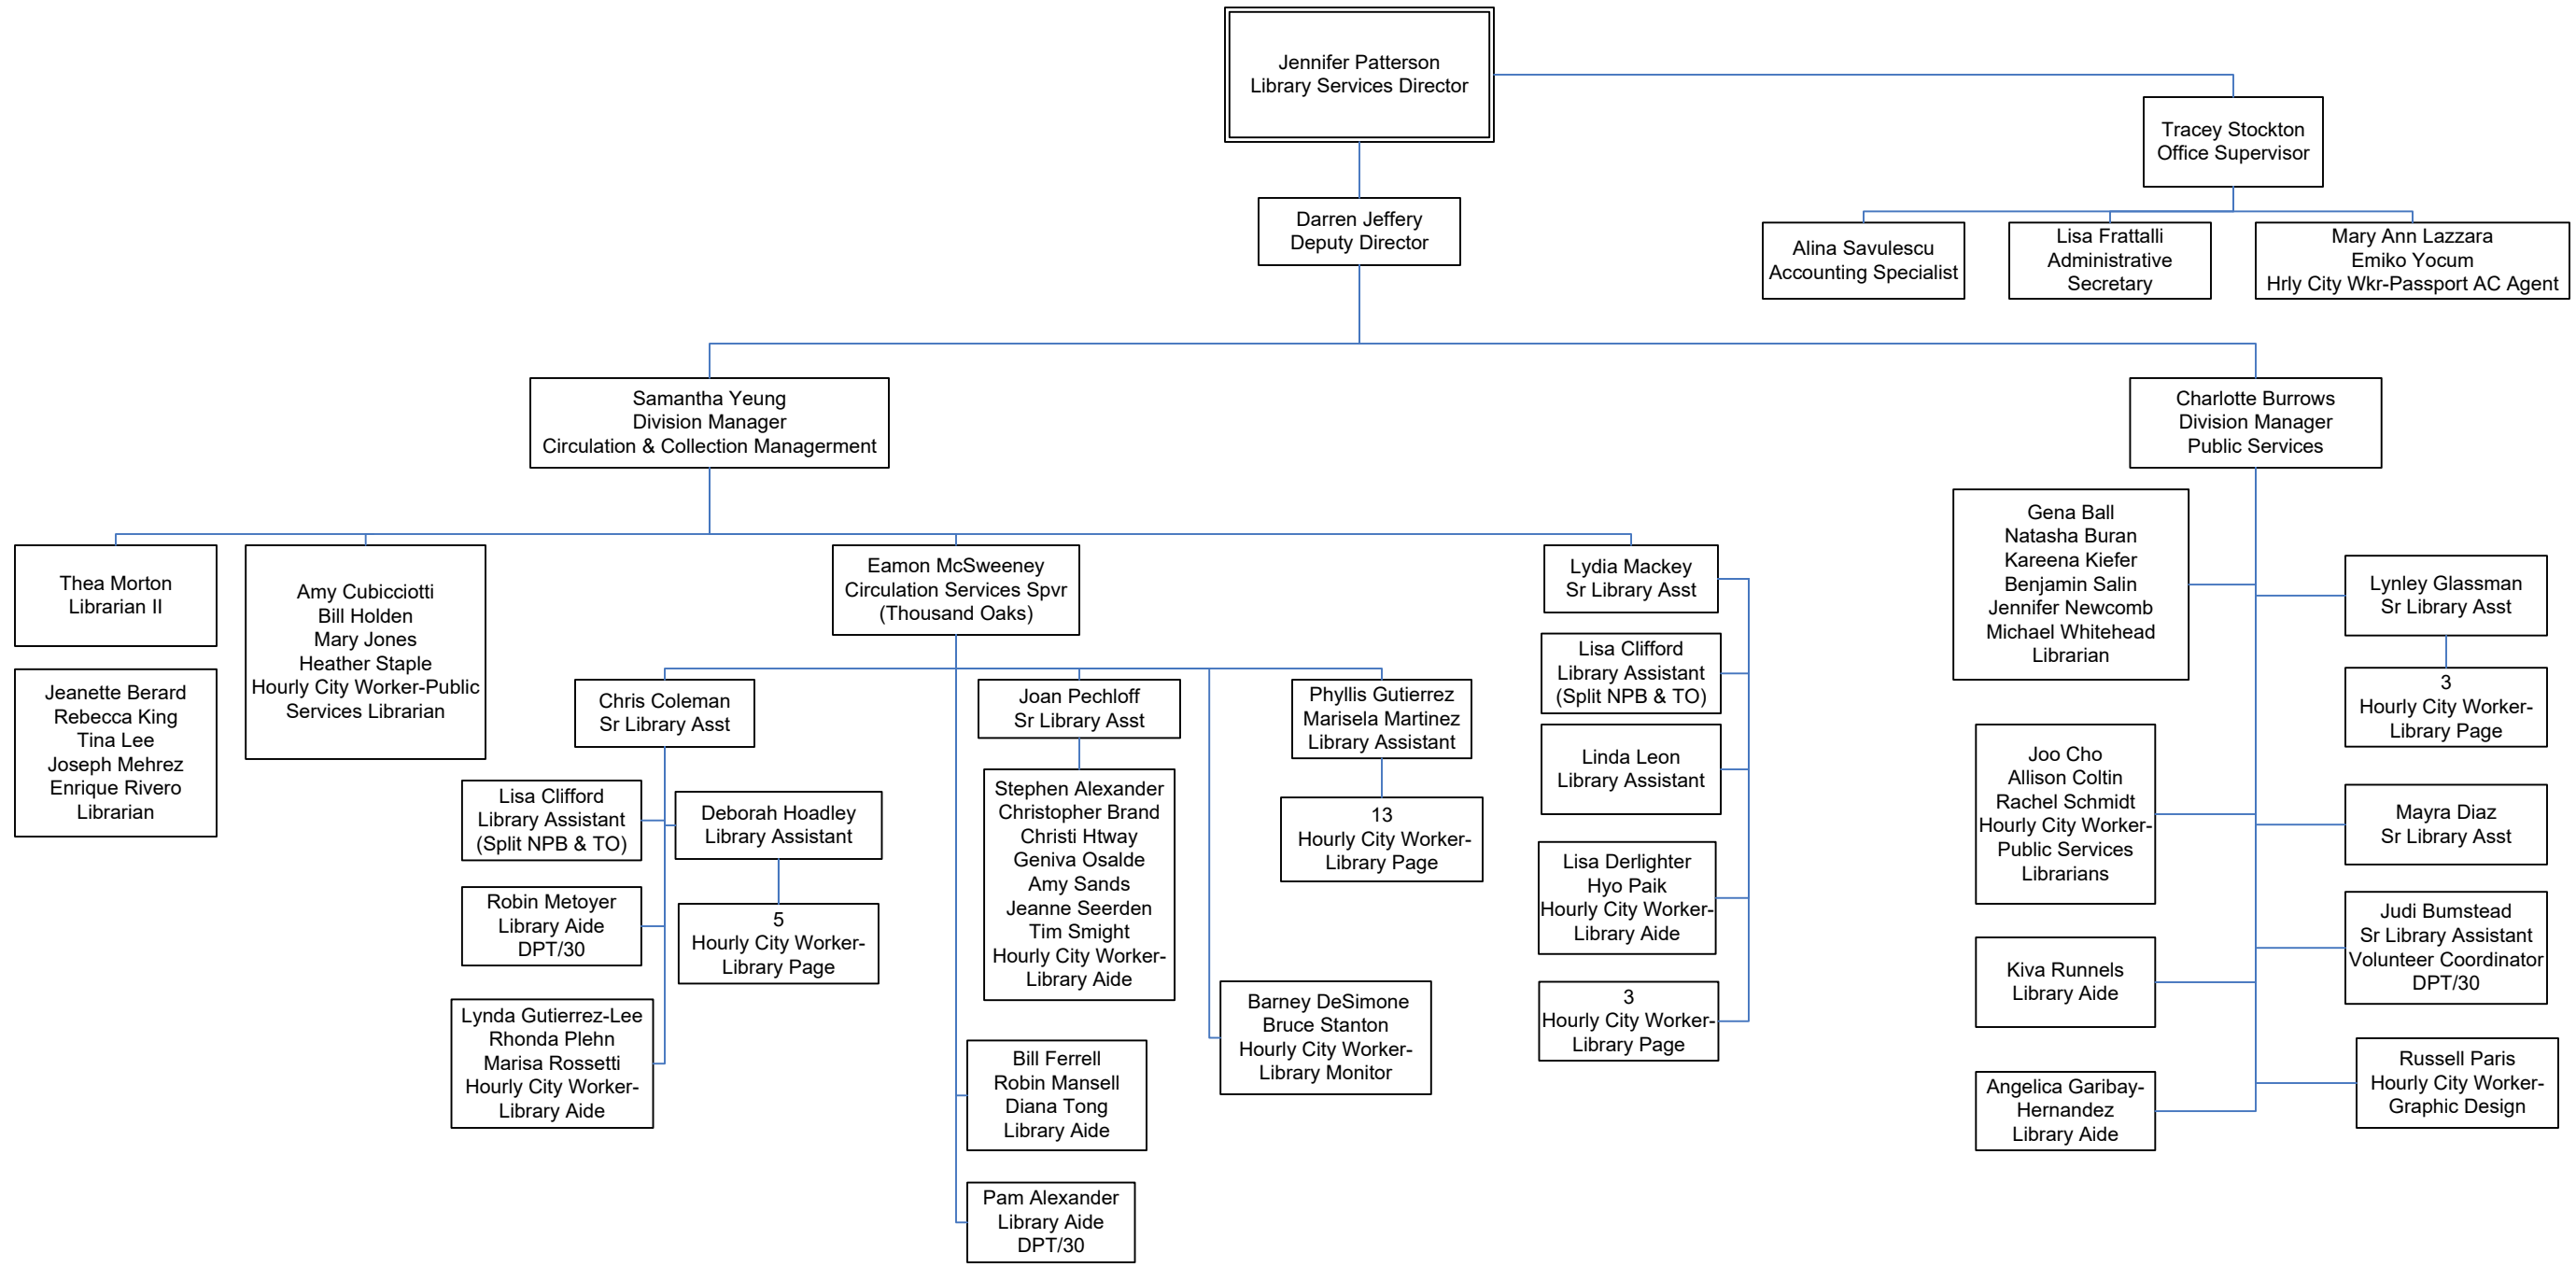 Jennifer Patterson
Library Services Director
Tracey Stockton
Office Supervisor
Darren Jeffery
Deputy Director
Alina Savulescu
Accounting Specialist
Lisa Frattalli
Administrative
Secretary
Mary Ann Lazzara
Emiko Yocum
Hrly City Wkr-Passport AC Agent
Samantha Yeung
Division Manager
Circulation & Collection Managerment
Charlotte Burrows
Division Manager
Public Services
Thea Morton
Librarian II
Jeanette Berard
Rebecca King
Tina Lee
Joseph Mehrez
Enrique Rivero
Librarian
Amy Cubicciotti
Bill Holden
Mary Jones
Heather Staple
Hourly City Worker-Public
Services Librarian
Eamon McSweeney
Circulation Services Spvr
(Thousand Oaks)
Chris Coleman
Sr Library Asst
Lisa Clifford
Library Assistant
(Split NPB & TO)
Deborah Hoadley
Library Assistant
Robin Metoyer
Library Aide
DPT/30
5
Hourly City Worker-
Library Page
Lynda Gutierrez-Lee
Rhonda Plehn
Marisa Rossetti
Hourly City Worker-
Library Aide
Joan Pechloff
Sr Library Asst
Stephen Alexander
Christopher Brand
Christi Htway
Geniva Osalde
Amy Sands
Jeanne Seerden
Tim Smight
Hourly City Worker-
Library Aide
Bill Ferrell
Robin Mansell
Diana Tong
Library Aide
Pam Alexander
Library Aide
DPT/30
Phyllis Gutierrez
Marisela Martinez
Library Assistant
13
Hourly City Worker-
Library Page
Barney DeSimone
Bruce Stanton
Hourly City Worker-
Library Monitor
Lydia Mackey
Sr Library Asst
Lisa Clifford
Library Assistant
(Split NPB & TO)
Linda Leon
Library Assistant
Lisa Derlighter
Hyo Paik
Hourly City Worker-
Library Aide
3
Hourly City Worker-
Library Page
Gena Ball
Natasha Buran
Kareena Kiefer
Benjamin Salin
Jennifer Newcomb
Michael Whitehead
Librarian
Joo Cho
Allison Coltin
Rachel Schmidt
Hourly City Worker-
Public Services
Librarians
Kiva Runnels
Library Aide
Angelica Garibay-
Hernandez
Library Aide
Lynley Glassman
Sr Library Asst
3
Hourly City Worker-
Library Page
Mayra Diaz
Sr Library Asst
Judi Bumstead
Sr Library Assistant
Volunteer Coordinator
DPT/30
Russell Paris
Hourly City Worker-
Graphic Design